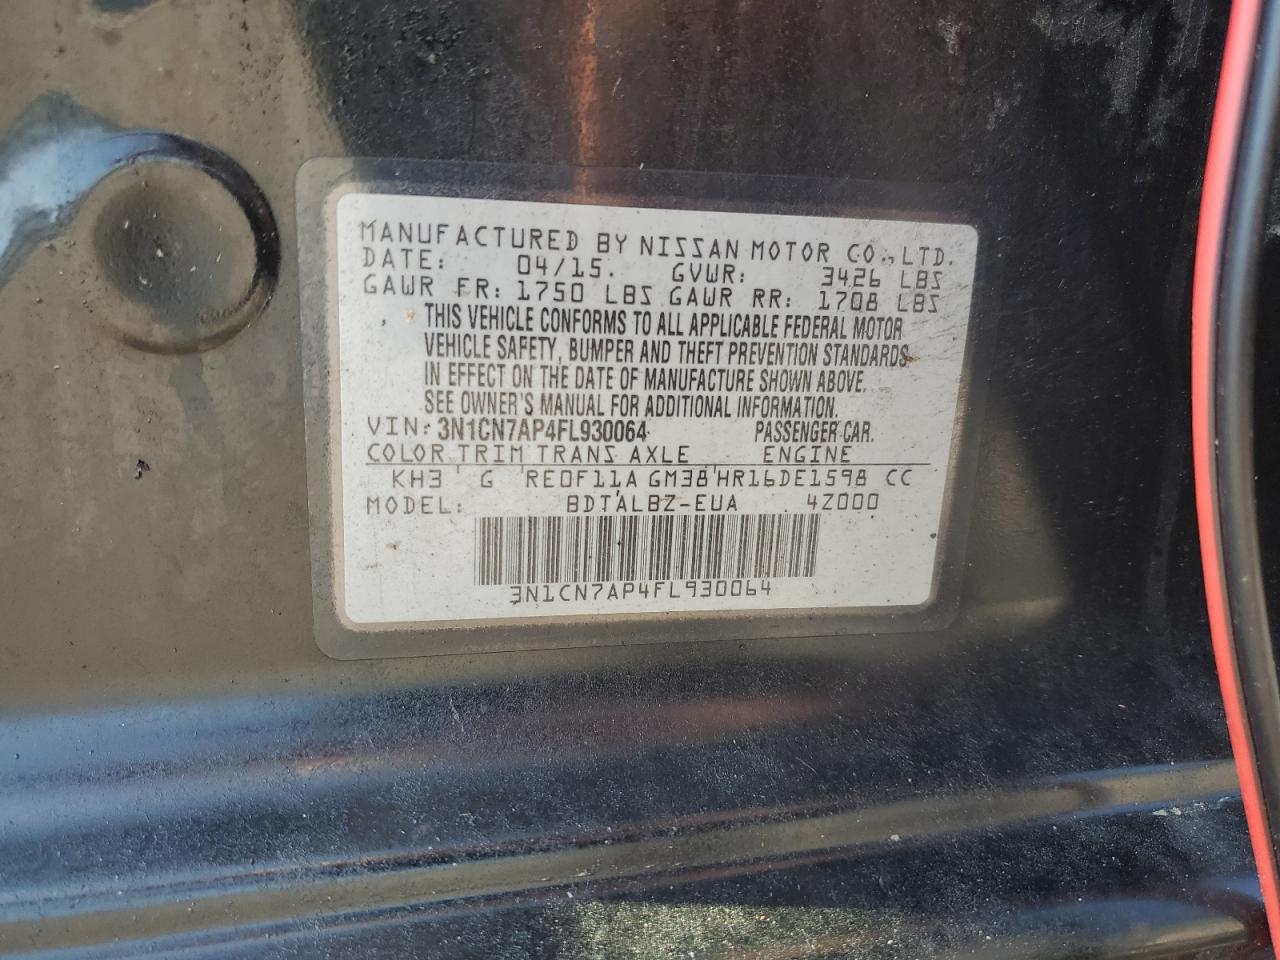 MANUFACTURED BY NISSAN MOTOR CO., LTD.
DATE: 04/15. GVWR: 3426 LBS
GAWR FR: 1750 LBS GAWR RR: 1708 LBS
THIS VEHICLE CONFORMS TO ALL APPLICABLE FEDERAL MOTOR
VEHICLE SAFETY, BUMPER AND THEFT PREVENTION STANDARDS
IN EFFECT ON THE DATE OF MANUFACTURE SHOWN ABOVE.
SEE OWNER'S MANUAL FOR ADDITIONAL INFORMATION.
VIN: 3N1CN7AP4FL930064 PASSENGER CAR.
COLOR TRIM TRANS AXLE ENGINE
KH3 G RE0F11A GM38 HR16DE1598 CC
MODEL: BDTALBZ-EUA 4Z000
3N1CN7AP4FL930064